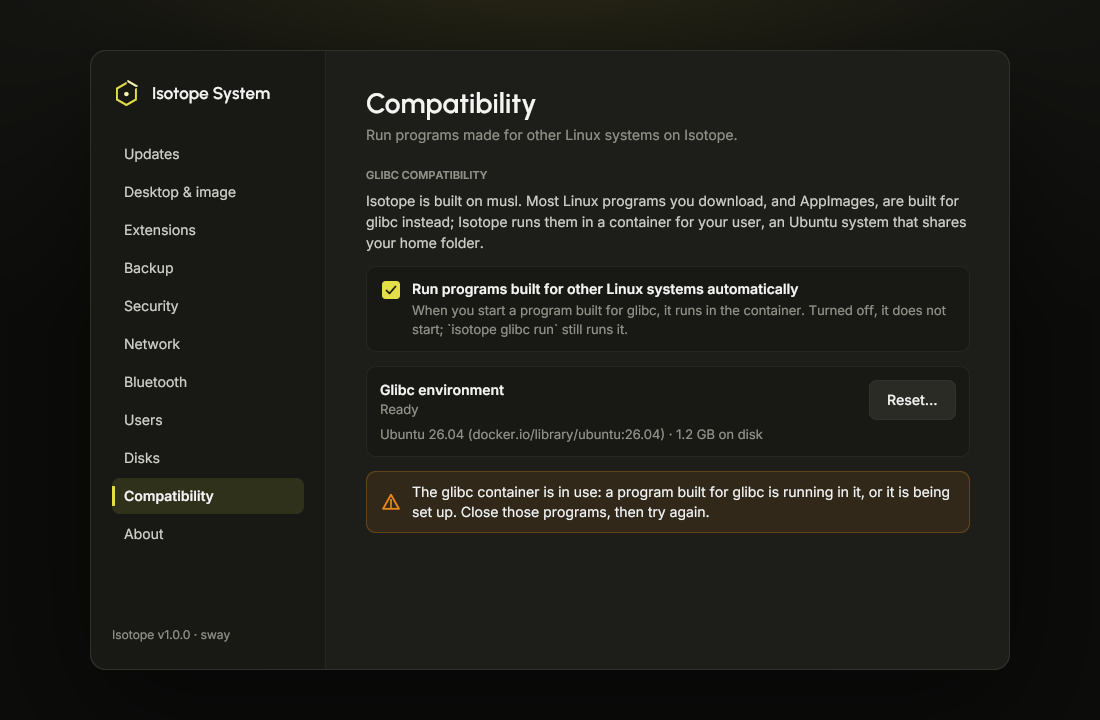 Isotope System
Updates
Desktop & image
Extensions
Backup
Security
Network
Bluetooth
Users
Disks
Compatibility
About
Isotope v1.0.0 · sway
Compatibility
Run programs made for other Linux systems on Isotope.
GLIBC COMPATIBILITY
Isotope is built on musl. Most Linux programs you download, and AppImages, are built for
glibc instead; Isotope runs them in a container for your user, an Ubuntu system that shares
your home folder.
Run programs built for other Linux systems automatically
When you start a program built for glibc, it runs in the container. Turned off, it does not
start; `isotope glibc run` still runs it.
Glibc environment
Ready
Reset...
Ubuntu 26.04 (docker.io/library/ubuntu:26.04) · 1.2 GB on disk
The glibc container is in use: a program built for glibc is running in it, or it is being
set up. Close those programs, then try again.